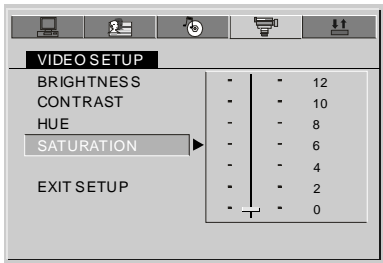 VIDEO SETUP
BRIGHTNESS
CONTRAST
HUE
SATURATION
EXIT SETUP
12
10
8
6
4
2
0